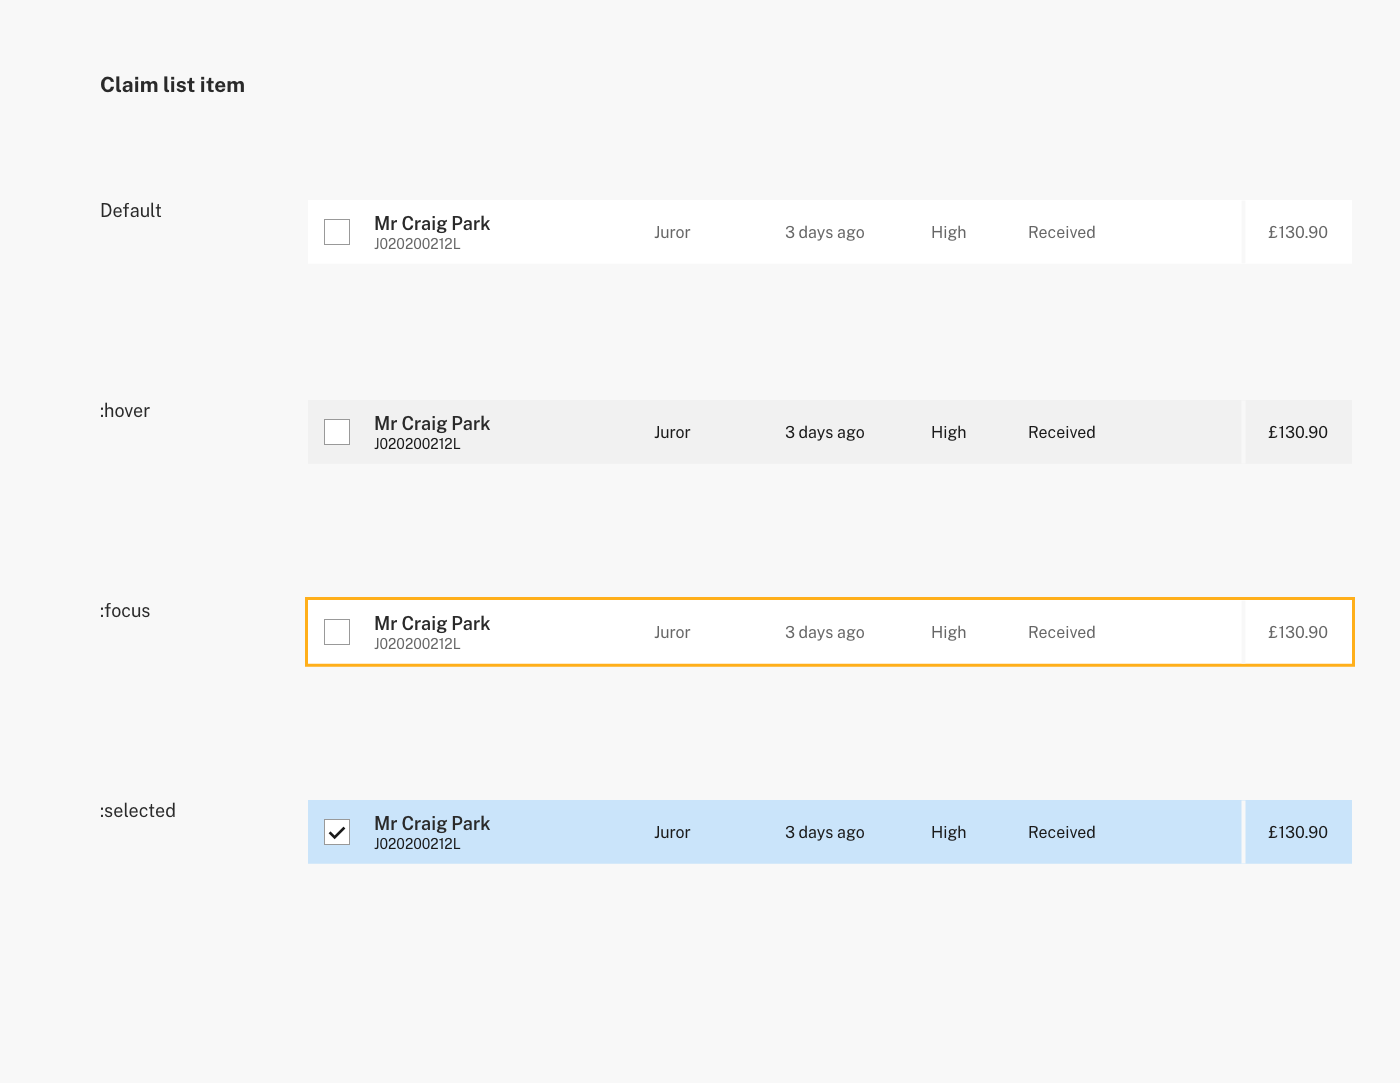 Claim list item
Default
Mr Craig Park
J020200212L
Juror
3 days ago
High
Received
£130.90
:hover
Mr Craig Park
J020200212L
Juror
3 days ago
High
Received
£130.90
:focus
Mr Craig Park
J020200212L
Juror
3 days ago
High
Received
£130.90
:selected
Mr Craig Park
J020200212L
Juror
3 days ago
High
Received
£130.90